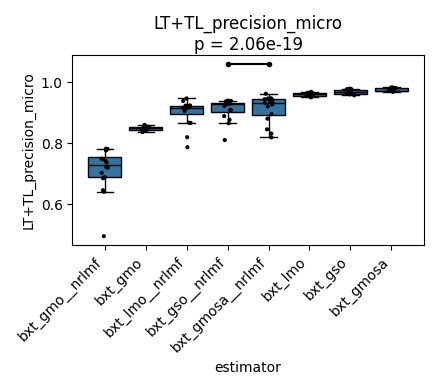 LT+TL_precision_micro
p = 2.06e-19
LT+TL_precision_micro
1.0
0.8
0.6
bxt_gmo__nrlmf
bxt_gmo
bxt_lmo__nrlmf
bxt_gso__nrlmf
bxt_gmosa__nrlmf
bxt_lmo
bxt_gso
bxt_gmosa
estimator